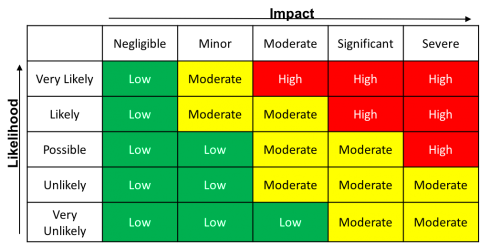 Impact
Negligible Minor Moderate Significant Severe
Very Likely Low Moderate High High High
Likely Low Moderate Moderate High High
Possible Low Low Moderate Moderate High
Unlikely Low Low Moderate Moderate Moderate
Very
Unlikely Low Low Low Moderate Moderate
Likelihood